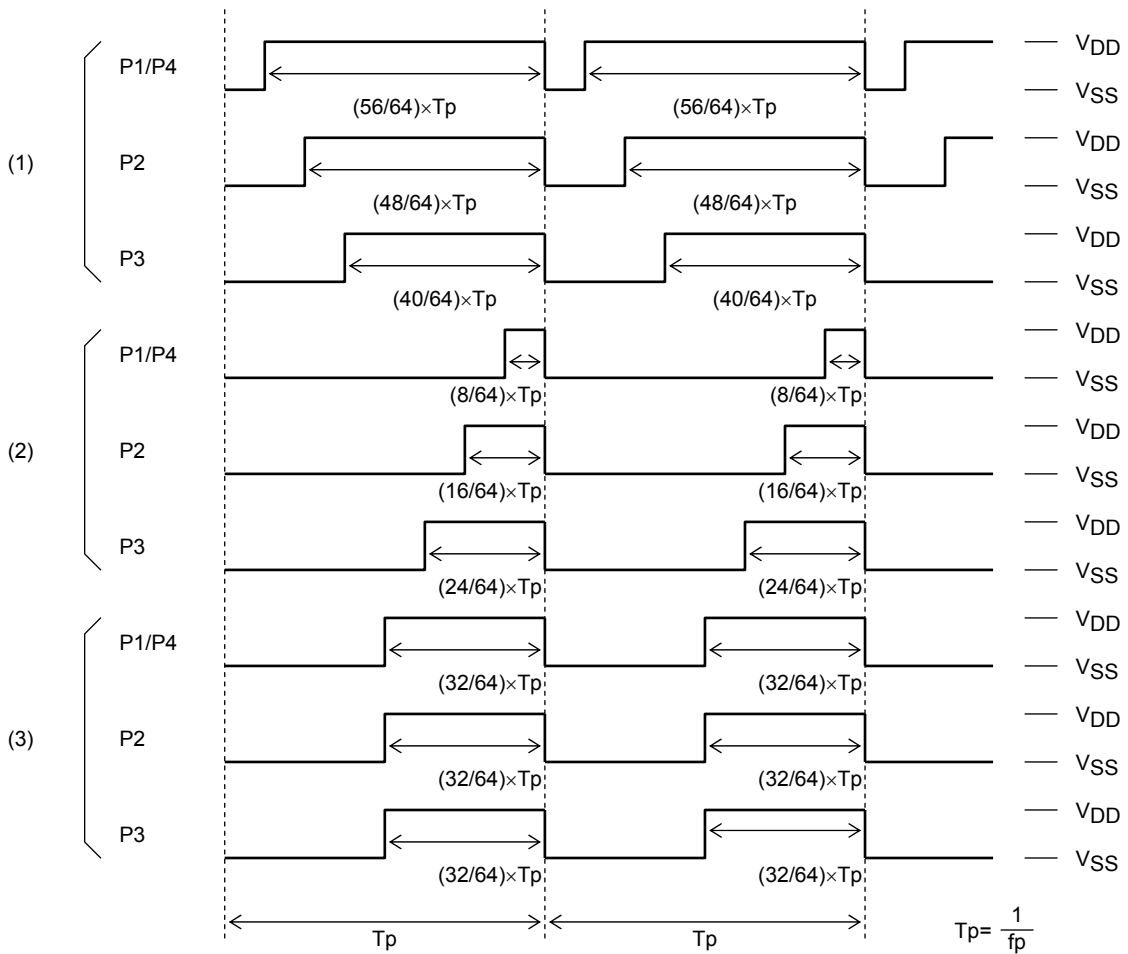 P1/P4 VDD
VSS
(56/64)×Tp (56/64)×Tp
(1) P2 VDD
VSS
(48/64)×Tp (48/64)×Tp
P3 VDD
VSS
(40/64)×Tp (40/64)×Tp
P1/P4 VDD
VSS
(8/64)×Tp (8/64)×Tp
(2) P2 VDD
VSS
(16/64)×Tp (16/64)×Tp
P3 VDD
VSS
(24/64)×Tp (24/64)×Tp
P1/P4 VDD
VSS
(32/64)×Tp (32/64)×Tp
(3) P2 VDD
VSS
(32/64)×Tp (32/64)×Tp
P3 VDD
VSS
(32/64)×Tp (32/64)×Tp
Tp Tp Tp= 1/fp